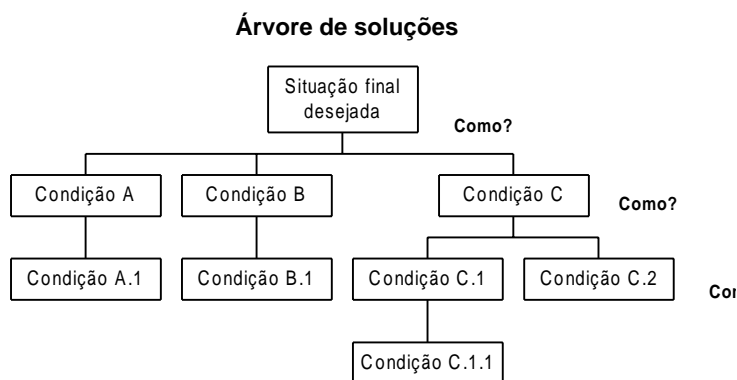 Árvore de soluções
Situação final
desejada
Como?
Condição A
Condição B
Condição C
Como?
Condição A.1
Condição B.1
Condição C.1
Condição C.2
Condição C.1.1